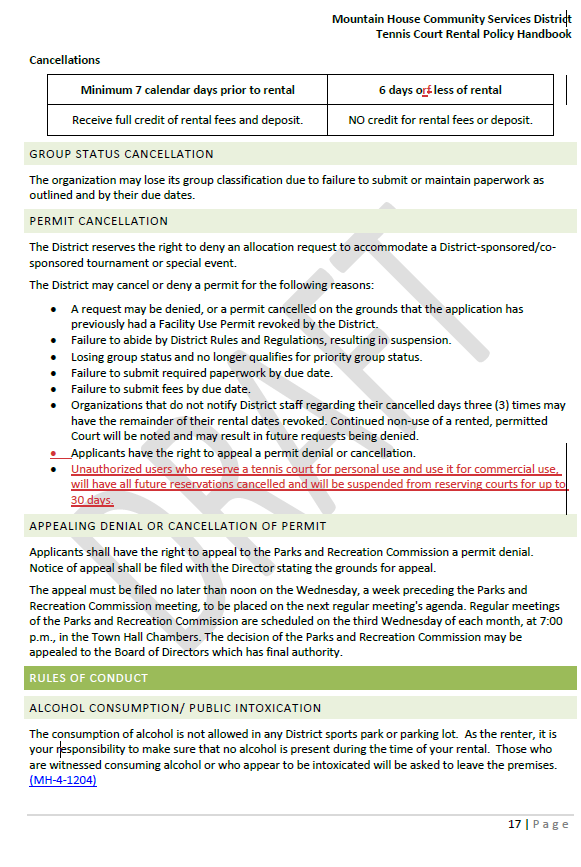 Mountain House Community Services District
Tennis Court Rental Policy Handbook
Cancellations
Minimum 7 calendar days prior to rental
6 days orf less of rental
Receive full credit of rental fees and deposit.
NO credit for rental fees or deposit.
GROUP STATUS CANCELLATION
The organization may lose its group classification due to failure to submit or maintain paperwork as
outlined and by their due dates.
PERMIT CANCELLATION
The District reserves the right to deny an allocation request to accommodate a District-sponsored/co-
sponsored tournament or special event.
The District may cancel or deny a permit for the following reasons:
• A request may be denied, or a permit cancelled on the grounds that the application has
previously had a Facility Use Permit revoked by the District.
• Failure to abide by District Rules and Regulations, resulting in suspension.
• Losing group status and no longer qualifies for priority group status.
• Failure to submit required paperwork by due date.
• Failure to submit fees by due date.
• Organizations that do not notify District staff regarding their cancelled days three (3) times may
have the remainder of their rental dates revoked. Continued non-use of a rented, permitted
Court will be noted and may result in future requests being denied.
• Applicants have the right to appeal a permit denial or cancellation.
• Unauthorized users who reserve a tennis court for personal use and use it for commercial use,
will have all future reservations cancelled and will be suspended from reserving courts for up to
30 days.
APPEALING DENIAL OR CANCELLATION OF PERMIT
Applicants shall have the right to appeal to the Parks and Recreation Commission a permit denial.
Notice of appeal shall be filed with the Director stating the grounds for appeal.
The appeal must be filed no later than noon on the Wednesday, a week preceding the Parks and
Recreation Commission meeting, to be placed on the next regular meeting's agenda. Regular meetings
of the Parks and Recreation Commission are scheduled on the third Wednesday of each month, at 7:00
p.m., in the Town Hall Chambers. The decision of the Parks and Recreation Commission may be
appealed to the Board of Directors which has final authority.
RULES OF CONDUCT
ALCOHOL CONSUMPTION/ PUBLIC INTOXICATION
The consumption of alcohol is not allowed in any District sports park or parking lot. As the renter, it is
your responsibility to make sure that no alcohol is present during the time of your rental. Those who
are witnessed consuming alcohol or who appear to be intoxicated will be asked to leave the premises.
(MH-4-1204)
17 | Page
DRAFT